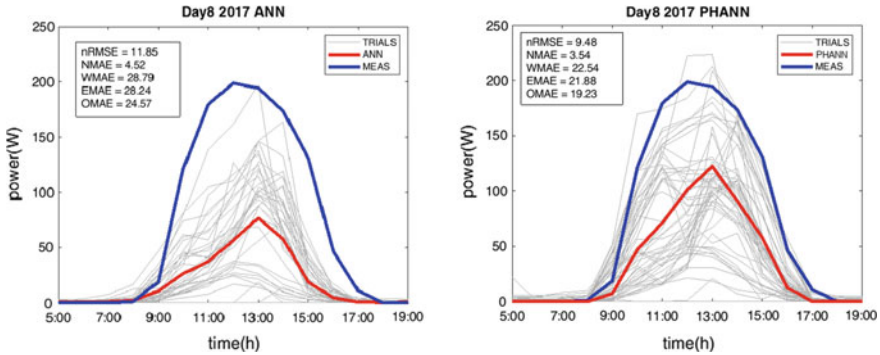 Day8 2017 ANN
250
200
150
100
50
0
power(W)
nRMSE = 11.85
NMAE = 4.52
WMAE = 28.79
EMAE = 28.24
OMAE = 24.57
TRIALS
ANN
MEAS
5:00 7:00 9:00 11:00 13:00 15:00 17:00 19:00
time(h)
Day8 2017 PHANN
250
200
150
100
50
0
power(W)
nRMSE = 9.48
NMAE = 3.54
WMAE = 22.54
EMAE = 21.88
OMAE = 19.23
TRIALS
PHANN
MEAS
5:00 7:00 9:00 11:00 13:00 15:00 17:00 19:00
time(h)